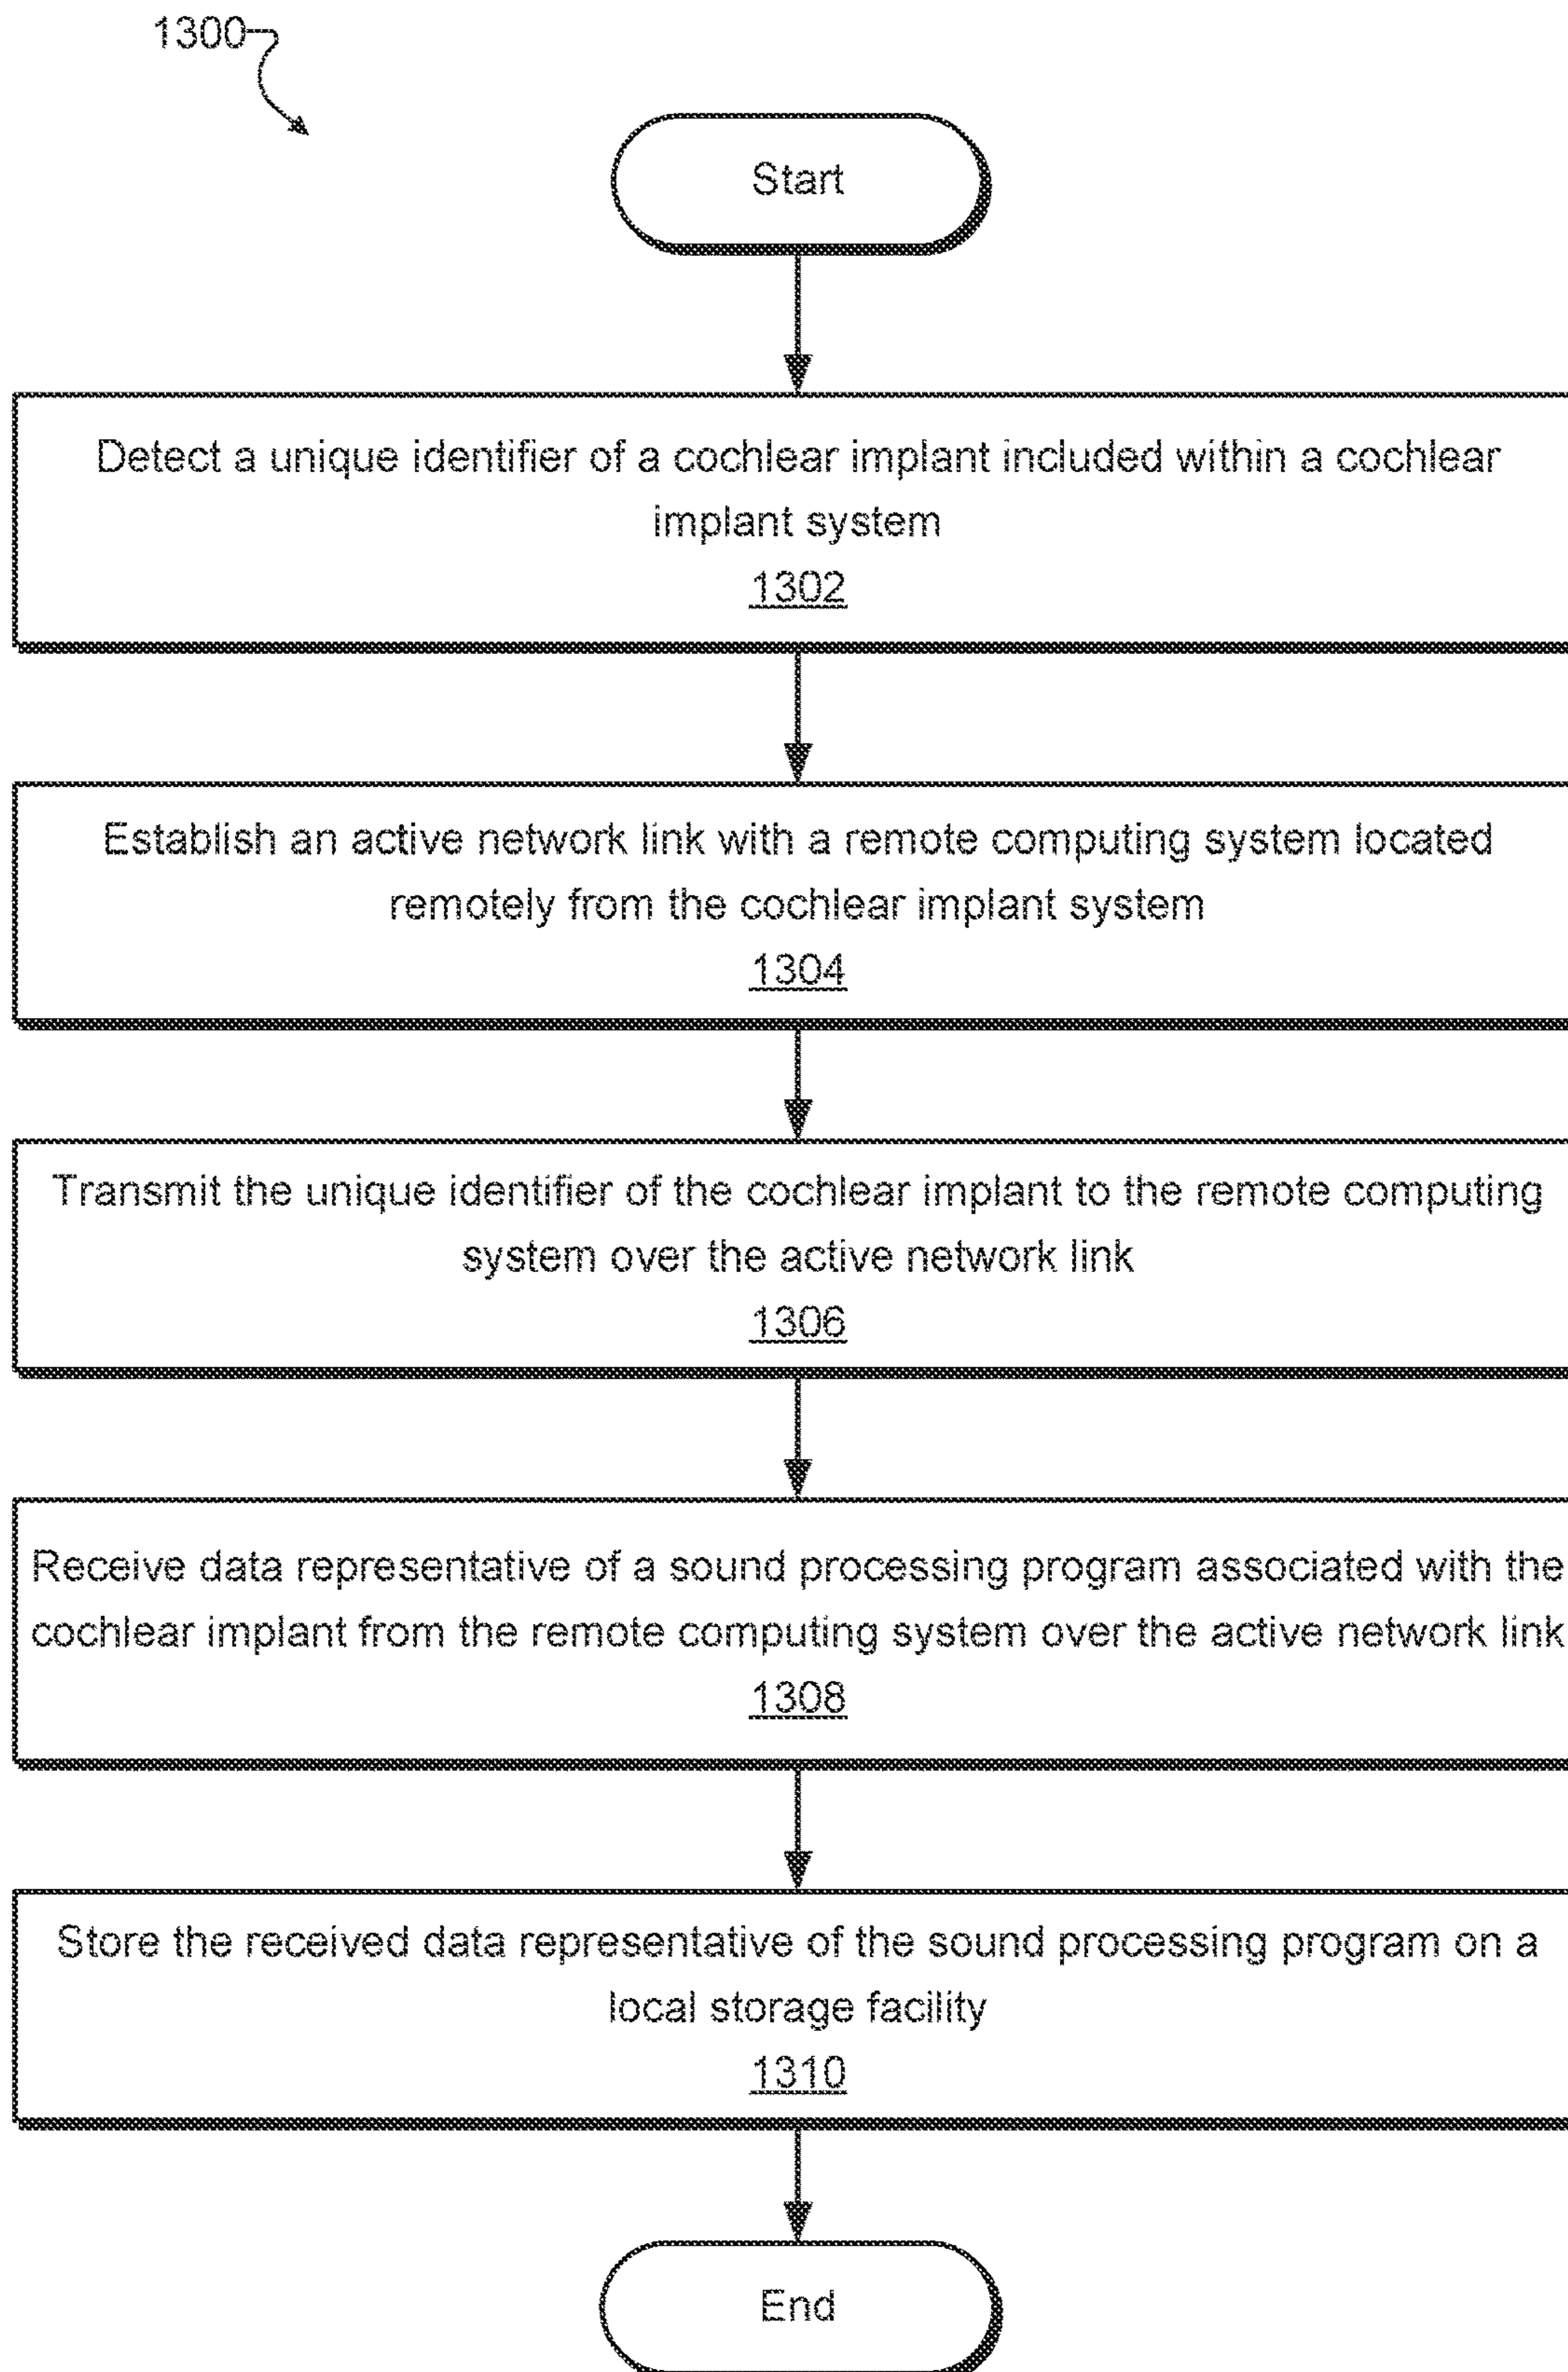 1300
Start
Detect a unique identifier of a cochlear implant included within a cochlear
implant system
1302
Establish an active network link with a remote computing system located
remotely from the cochlear implant system
1304
Transmit the unique identifier of the cochlear implant to the remote computing
system over the active network link
1306
Receive data representative of a sound processing program associated with the
cochlear implant from the remote computing system over the active network link
1308
Store the received data representative of the sound processing program on a
local storage facility
1310
End